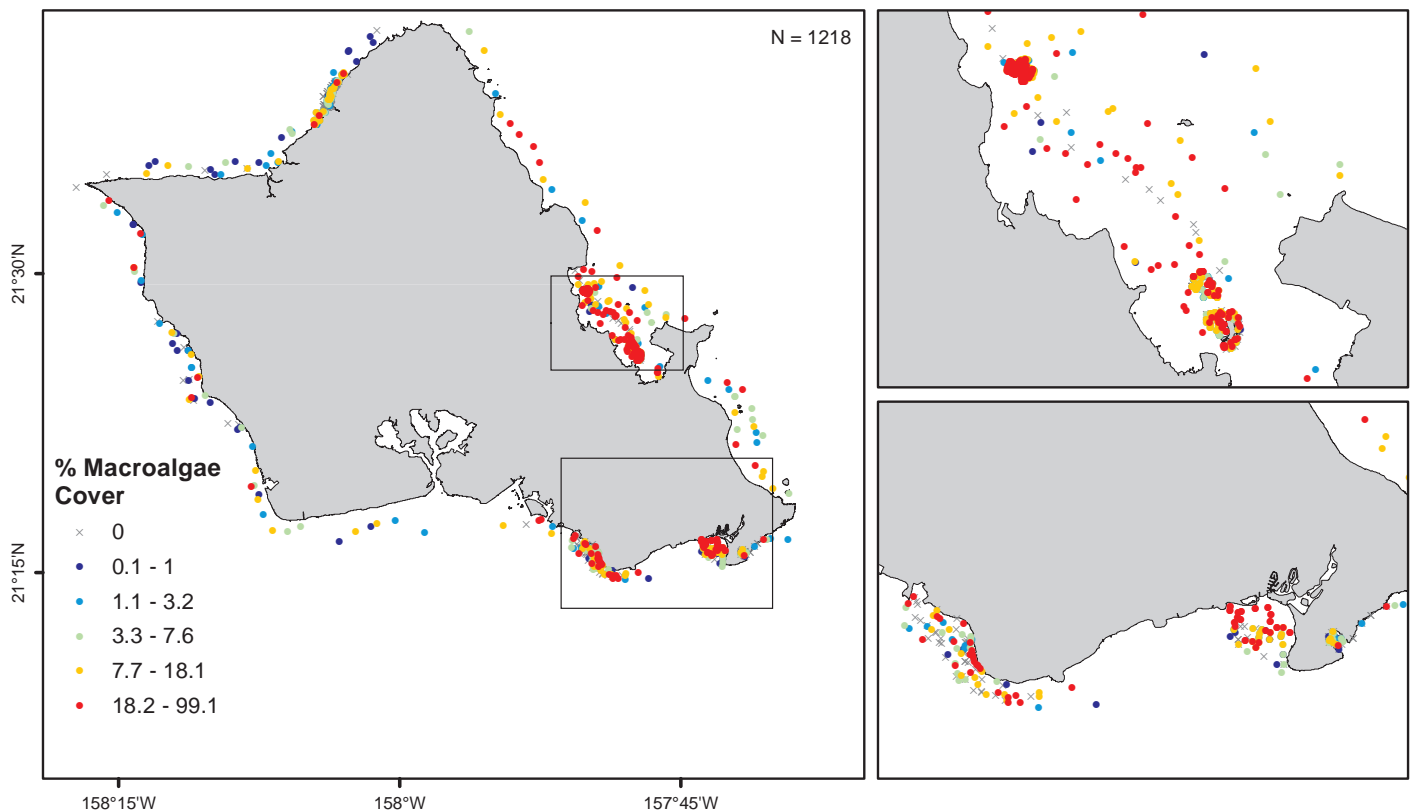 N = 1218
21°30'N
21°15'N
% Macroalgae
Cover
0
0.1 - 1
1.1 - 3.2
3.3 - 7.6
7.7 - 18.1
18.2 - 99.1
158°15'W
158°W
157°45'W